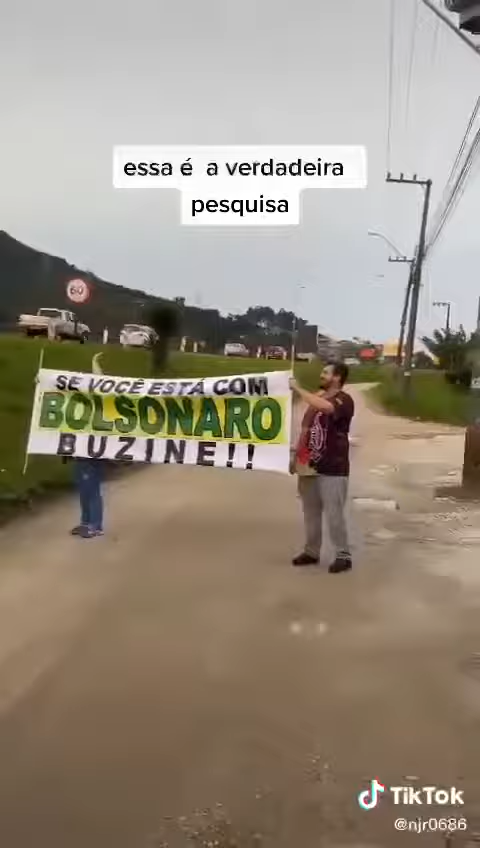 essa é a verdadeira
pesquisa
60
SE VOCÊ ESTÁ COM
BOLSONARO
BUZINE!!
TikTok
@njr0686